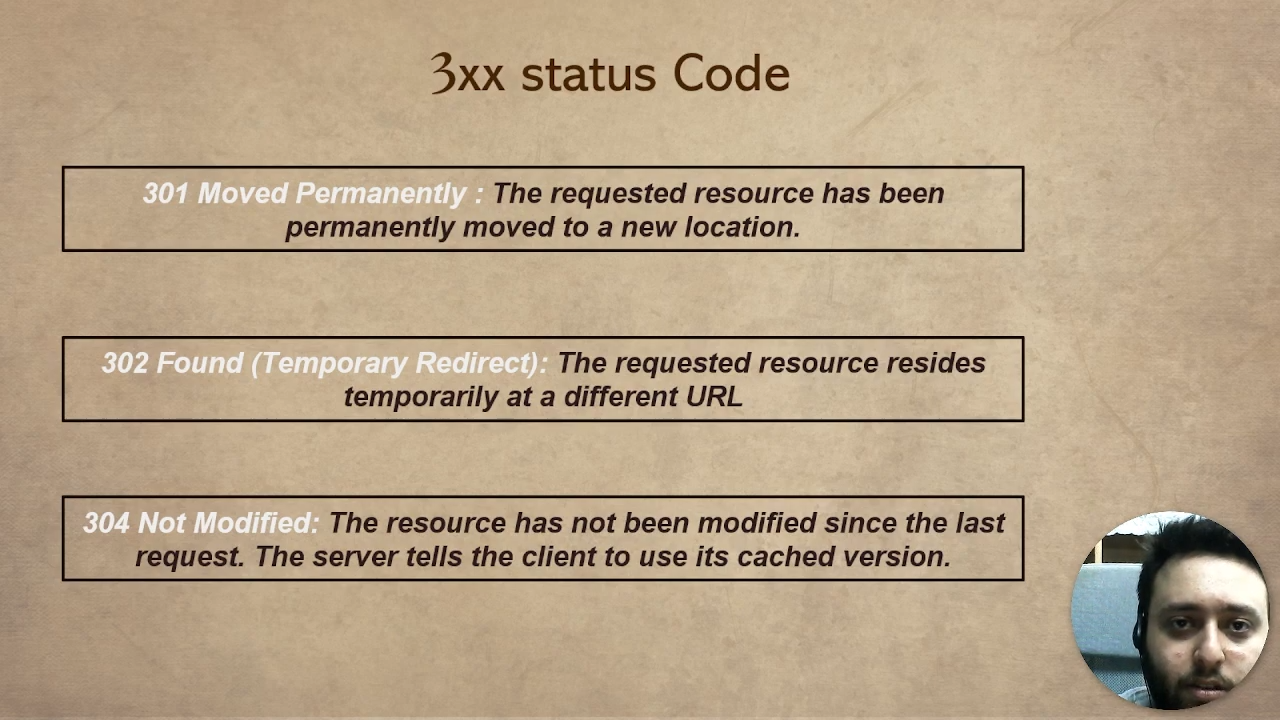 3xx status Code
301 Moved Permanently : The requested resource has been
permanently moved to a new location.
302 Found (Temporary Redirect): The requested resource resides
temporarily at a different URL
304 Not Modified: The resource has not been modified since the last
request. The server tells the client to use its cached version.